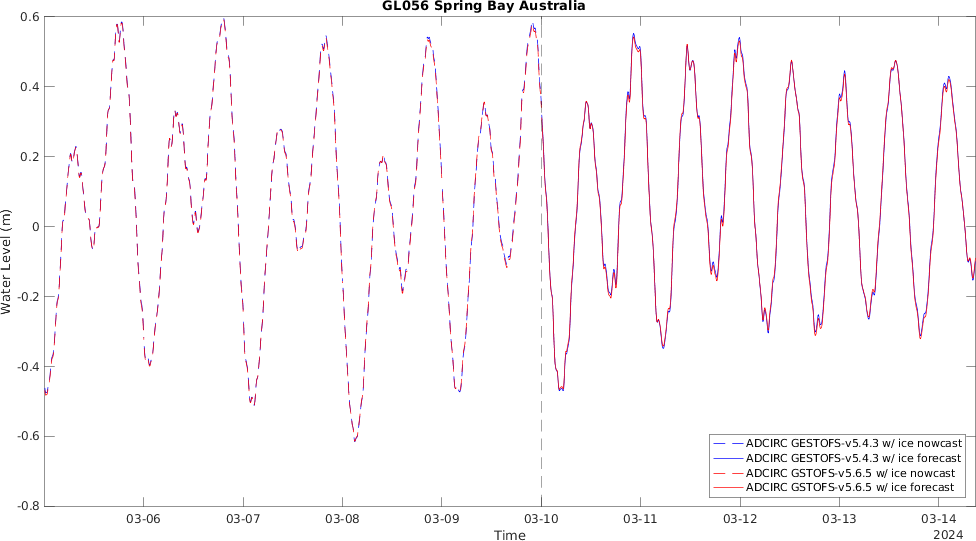 GL056 Spring Bay Australia
0.6
0.4
0.2
0
-0.2
-0.4
-0.6
-0.8
Water Level (m)
ADCIRC GESTOFS-v5.4.3 w/ ice nowcast
ADCIRC GESTOFS-v5.4.3 w/ ice forecast
ADCIRC GSTOFS-v5.6.5 w/ ice nowcast
ADCIRC GSTOFS-v5.6.5 w/ ice forecast
03-06 03-07 03-08 03-09 03-10 03-11 03-12 03-13 03-14
Time 2024